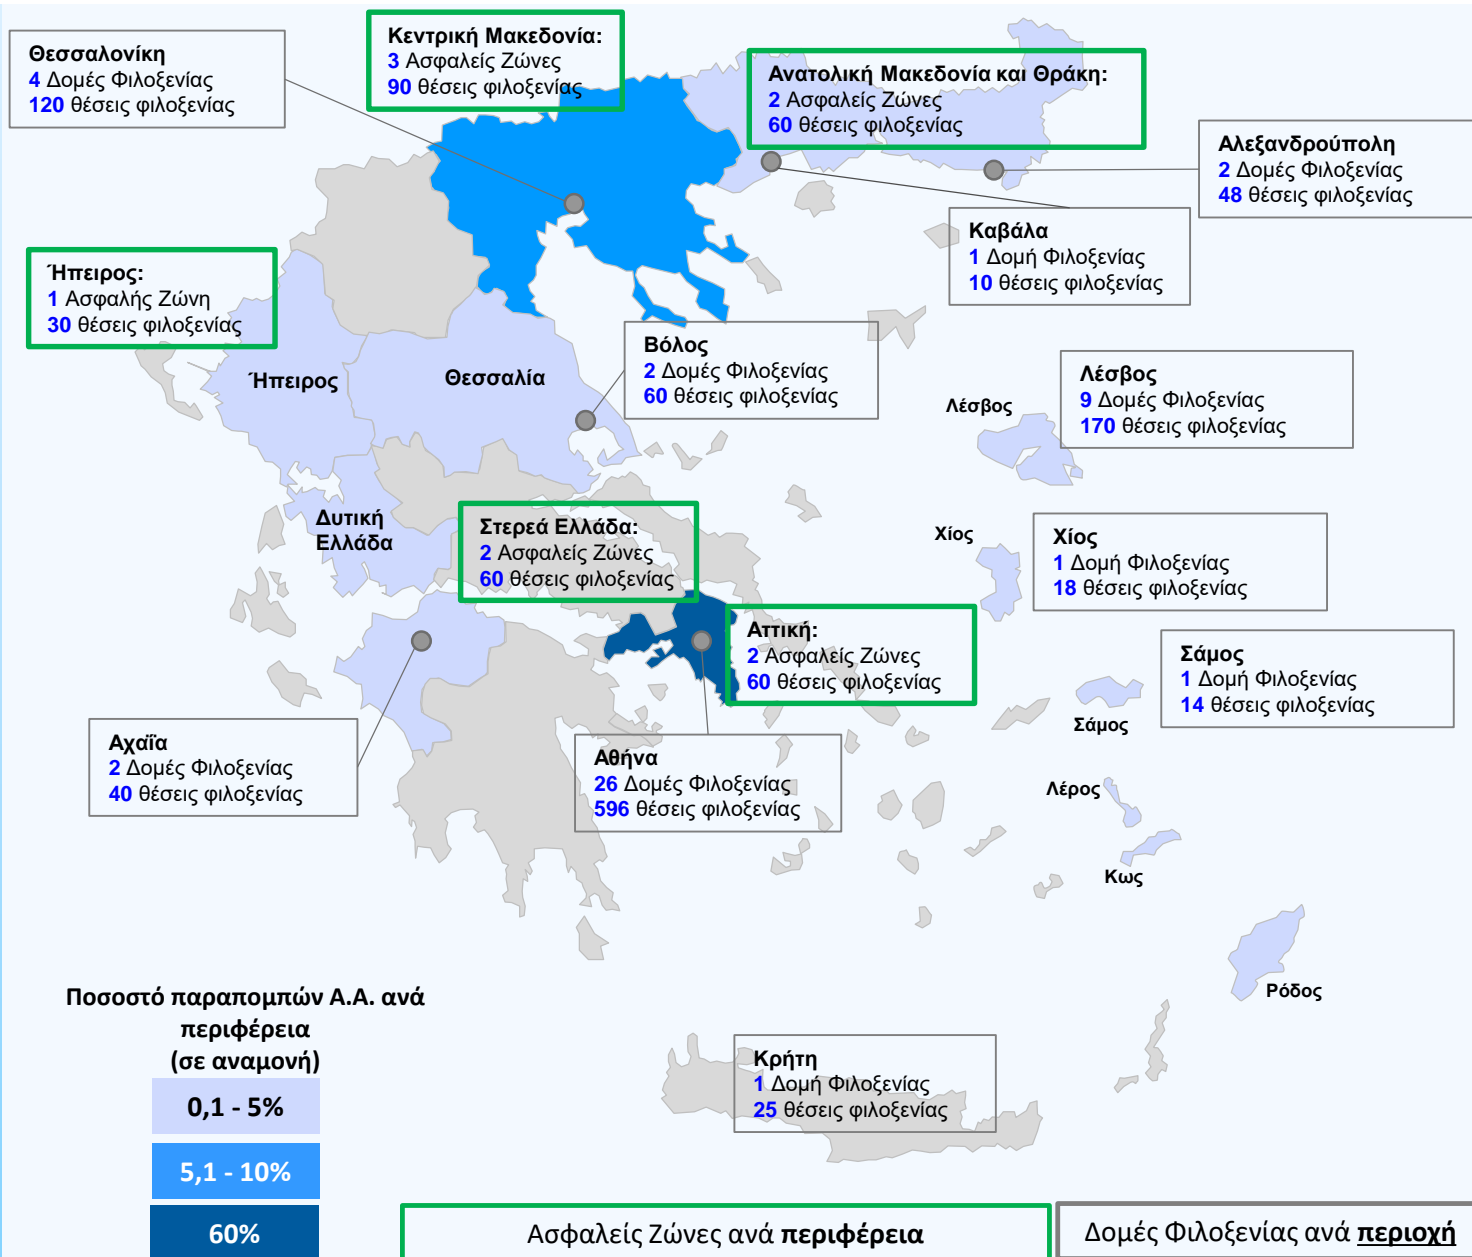 Θεσσαλονίκη
4 Δομές Φιλοξενίας
120 θέσεις φιλοξενίας
Κεντρική Μακεδονία:
3 Ασφαλείς Ζώνες
90 θέσεις φιλοξενίας
Ανατολική Μακεδονία και Θράκη:
2 Ασφαλείς Ζώνες
60 θέσεις φιλοξενίας
Αλεξανδρούπολη
2 Δομές Φιλοξενίας
48 θέσεις φιλοξενίας
Καβάλα
1 Δομή Φιλοξενίας
10 θέσεις φιλοξενίας
Ήπειρος:
1 Ασφαλής Ζώνη
30 θέσεις φιλοξενίας
Ήπειρος
Θεσσαλία
Βόλος
2 Δομές Φιλοξενίας
60 θέσεις φιλοξενίας
Λέσβος
Λέσβος
9 Δομές Φιλοξενίας
170 θέσεις φιλοξενίας
Δυτική
Ελλάδα
Στερεά Ελλάδα:
2 Ασφαλείς Ζώνες
60 θέσεις φιλοξενίας
Χίος
Χίος
1 Δομή Φιλοξενίας
18 θέσεις φιλοξενίας
Αττική:
2 Ασφαλείς Ζώνες
60 θέσεις φιλοξενίας
Σάμος
1 Δομή Φιλοξενίας
14 θέσεις φιλοξενίας
Σάμος
Αχαΐα
2 Δομές Φιλοξενίας
40 θέσεις φιλοξενίας
Αθήνα
26 Δομές Φιλοξενίας
596 θέσεις φιλοξενίας
Λέρος
Κως
Ρόδος
Κρήτη
1 Δομή Φιλοξενίας
25 θέσεις φιλοξενίας
Ποσοστό παραπομπών Α.Α. ανά
περιφέρεια
(σε αναμονή)
0,1 - 5%
5,1 - 10%
60%
Ασφαλείς Ζώνες ανά περιφέρεια
Δομές Φιλοξενίας ανά περιοχή